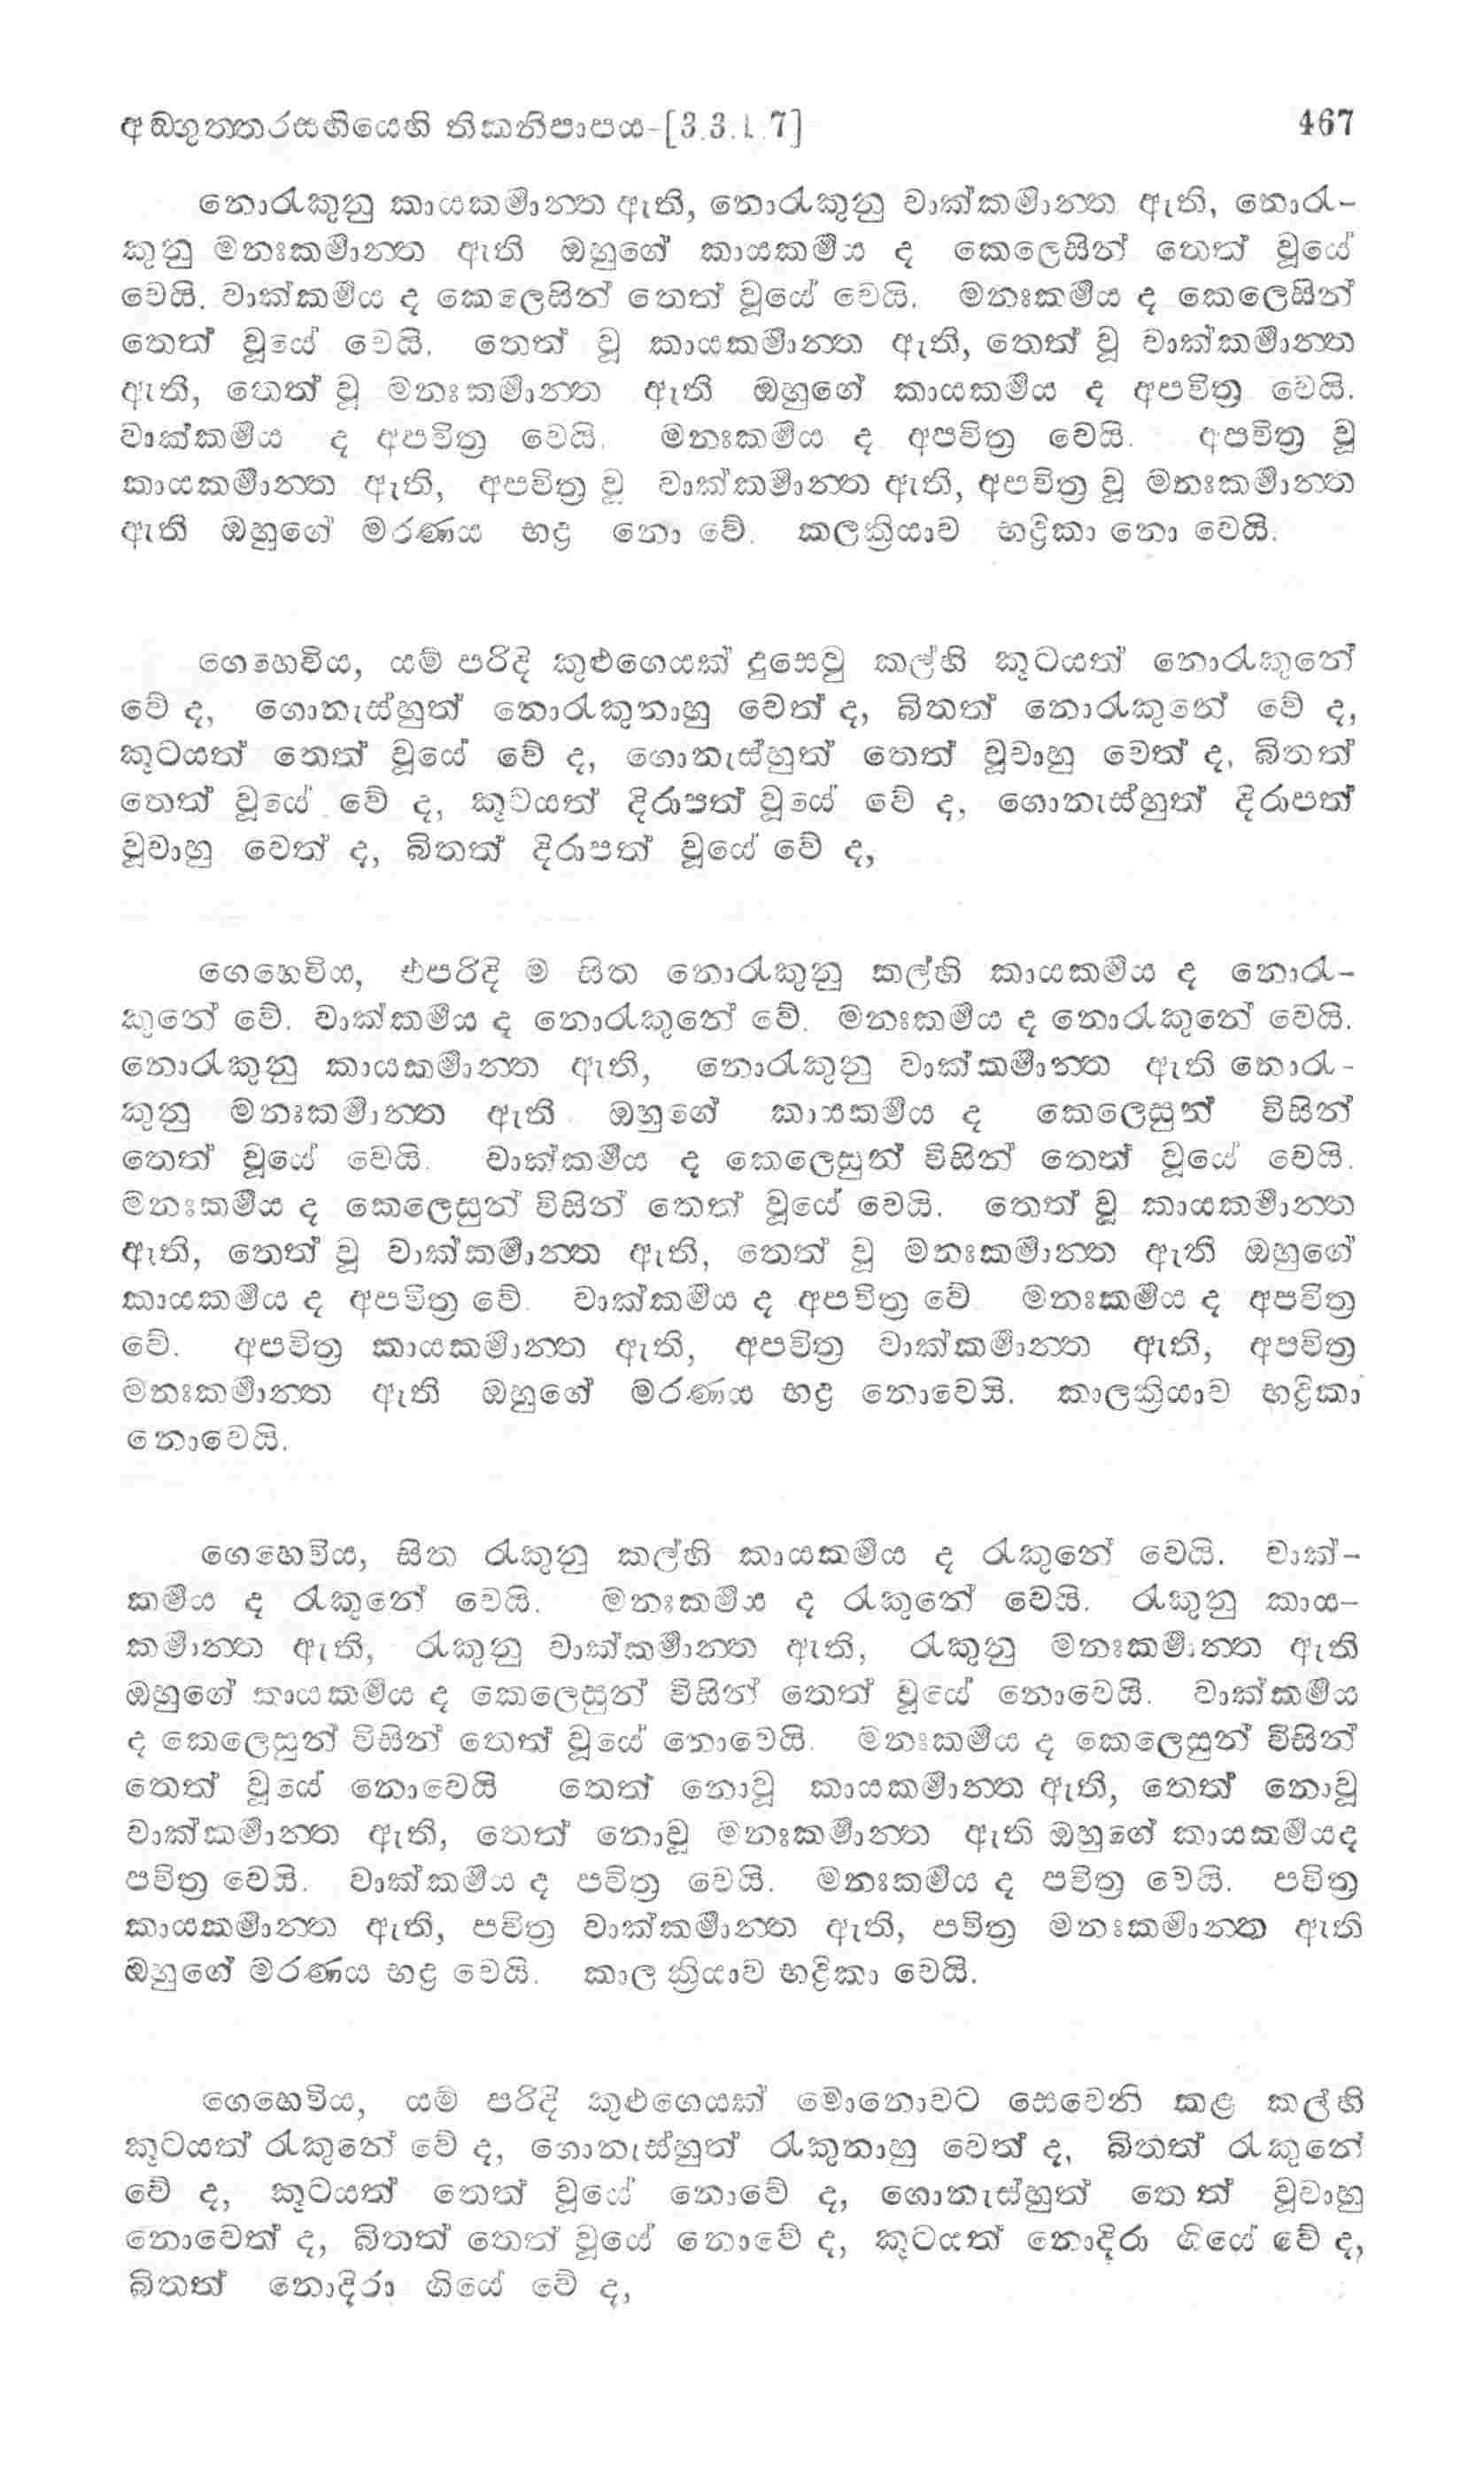 අඞ්ගුත්තරසඟියෙහි තිකනිපාපය-[3.3.1.7] 467
නොරැකුනු කායකර්‍මාන්ත ඇති, නොරැකුනු වාක්කර්‍මාන්ත ඇති, නොරැ-
කුනු මනඃකර්‍මාන්ත ඇති ඔහුගේ කායකර්‍මය ද කෙලෙසින් තෙත් වූයේ
වෙයි. වාක්කර්‍මය ද කෙලෙසින් තෙත් වූයේ වෙයි. මනඃකර්‍මය ද කෙලෙසින්
තෙත් වූයේ වෙයි. තෙත් වූ කායකර්‍මාන්ත ඇති, තෙත් වූ වාක්කර්‍මාන්ත
ඇති, තෙත් වූ මනඃකර්‍මාන්ත ඇති ඔහුගේ කායකර්‍මය ද අපවිත්‍ර වෙයි.
වාක්කර්‍මය ද අපවිත්‍ර වෙයි. මනඃකර්‍මය ද අපවිත්‍ර වෙයි. අපවිත්‍ර වූ
කායකර්‍මාන්ත ඇති, අපවිත්‍ර වූ වාක්කර්‍මාන්ත ඇති, අපවිත්‍ර වූ මනඃකර්‍මාන්ත
ඇති ඔහුගේ මරණය භද්‍ර නො වේ. කලක්‍රියාව භද්‍රිකා නො වෙයි.
ගෙහෙවිය, යම් පරිදි කුළුගෙයක් දුසෙවු කල්හි කූටයත් නොරැකුනේ
වේ ද, ගොනැස්හුත් නොරැකුනාහු වෙත් ද, බිතත් නොරැකුනේ වේ ද,
කූටයත් තෙත් වූයේ වේ ද, ගොනැස්හුත් තෙත් වූවාහු වෙත් ද, බිතත්
තෙත් වූයේ වේ ද, කූටයත් දිරාපත් වූයේ වේ ද, ගොනැස්හුත් දිරාපත්
වූවාහු වෙත් ද, බිතත් දිරාපත් වූයේ වේ ද,
ගෙහෙවිය, එපරිදි ම සිත නොරැකුනු කල්හි කායකර්‍මය ද නොරැ-
කුනේ වේ. වාක්කර්‍මය ද නොරැකුනේ වේ. මනඃකර්‍මය ද නොරැකුනේ වෙයි.
නොරැකුනු කායකර්‍මාන්ත ඇති, නොරැකුනු වාක්කර්‍මාන්ත ඇති නොරැ-
කුනු මනඃකර්‍මාන්ත ඇති ඔහුගේ කායකර්‍මය ද කෙලෙසුන් විසින්
තෙත් වූයේ වෙයි. වාක්කර්‍මය ද කෙලෙසුන් විසින් තෙත් වූයේ වෙයි.
මනඃකර්‍මය ද කෙලෙසුන් විසින් තෙත් වූයේ වෙයි. තෙත් වූ කායකර්‍මාන්ත
ඇති, තෙත් වූ වාක්කර්‍මාන්ත ඇති, තෙත් වූ මනඃකර්‍මාන්ත ඇති ඔහුගේ
කායකර්‍මය ද අපවිත්‍ර වේ. වාක්කර්‍මය ද අපවිත්‍ර වේ. මනඃකර්‍මය ද අපවිත්‍ර
වේ. අපවිත්‍ර කායකර්‍මාන්ත ඇති, අපවිත්‍ර වාක්කර්‍මාන්ත ඇති, අපවිත්‍ර
මනඃකර්‍මාන්ත ඇති ඔහුගේ මරණය භද්‍ර නොවෙයි. කාලක්‍රියාව භද්‍රිකා
නොවෙයි.
ගෙහෙවිය, සිත රැකුනු කල්හි කායකර්‍මය ද රැකුනේ වෙයි. වාක්-
කර්‍මය ද රැකුනේ වෙයි. මනඃකර්‍මය ද රැකුනේ වෙයි. රැකුනු කාය-
කර්‍මාන්ත ඇති, රැකුනු වාක්කර්‍මාන්ත ඇති, රැකුනු මනඃකර්‍මාන්ත ඇති
ඔහුගේ කායකර්‍මය ද කෙලෙසුන් විසින් තෙත් වූයේ නොවෙයි. වාක්කර්‍මය
ද කෙලෙසුන් විසින් තෙත් වූයේ නොවෙයි. මනඃකර්‍මය ද කෙලෙසුන් විසින්
තෙත් වූයේ නොවෙයි තෙත් නොවූ කායකර්‍මාන්ත ඇති, තෙත් නොවූ
වාක්කර්‍මාන්ත ඇති, තෙත් නොවූ මනඃකර්‍මාන්ත ඇති ඔහුගේ කායකර්‍මයද
පවිත්‍ර වෙයි. වාක්කර්‍මය ද පවිත්‍ර වෙයි. මනඃකර්‍මය ද පවිත්‍ර වෙයි. පවිත්‍ර
කායකර්‍මාන්ත ඇති, පවිත්‍ර වාක්කර්‍මාන්ත ඇති, පවිත්‍ර මනඃකර්‍මාන්ත ඇති
ඔහුගේ මරණය භද්‍ර වෙයි. කාල ක්‍රියාව භද්‍රිකා වෙයි.
ගෙහෙවිය, යම් පරිදි කුළුගෙයක් මොනොවට සෙවෙනි කළ කල්හි
කූටයත් රැකුනේ වේ ද, ගොනැස්හුත් රැකුනාහු වෙත් ද, බිතත් රැකුනේ
වේ ද, කූටයත් තෙත් වූයේ නොවේ ද, ගොනැස්හුත් තෙත් වූවාහු
නොවෙත් ද, බිතත් තෙත් වූයේ නොවේ ද, කූටයත් නොදිරා ගියේ වේ ද,
බිතත් නොදිරා ගියේ වේ ද,